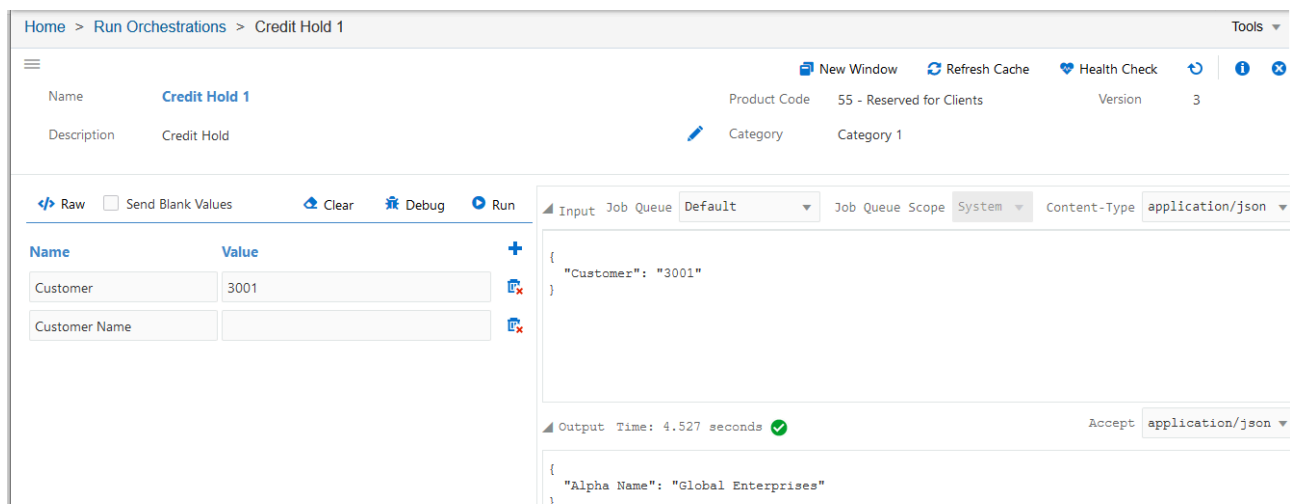 Home > Run Orchestrations > Credit Hold 1
Tools
New Window Refresh Cache Health Check
Name Credit Hold 1 Product Code 55 - Reserved for Clients Version 3
Description Credit Hold Category Category 1
</> Raw Send Blank Values Clear Debug Run
Input Job Queue Default Job Queue Scope System Content-Type application/json
Name Value
Customer 3001
Customer Name
{
"Customer": "3001"
}
Output Time: 4.527 seconds Accept application/json
{
"Alpha Name": "Global Enterprises"
}